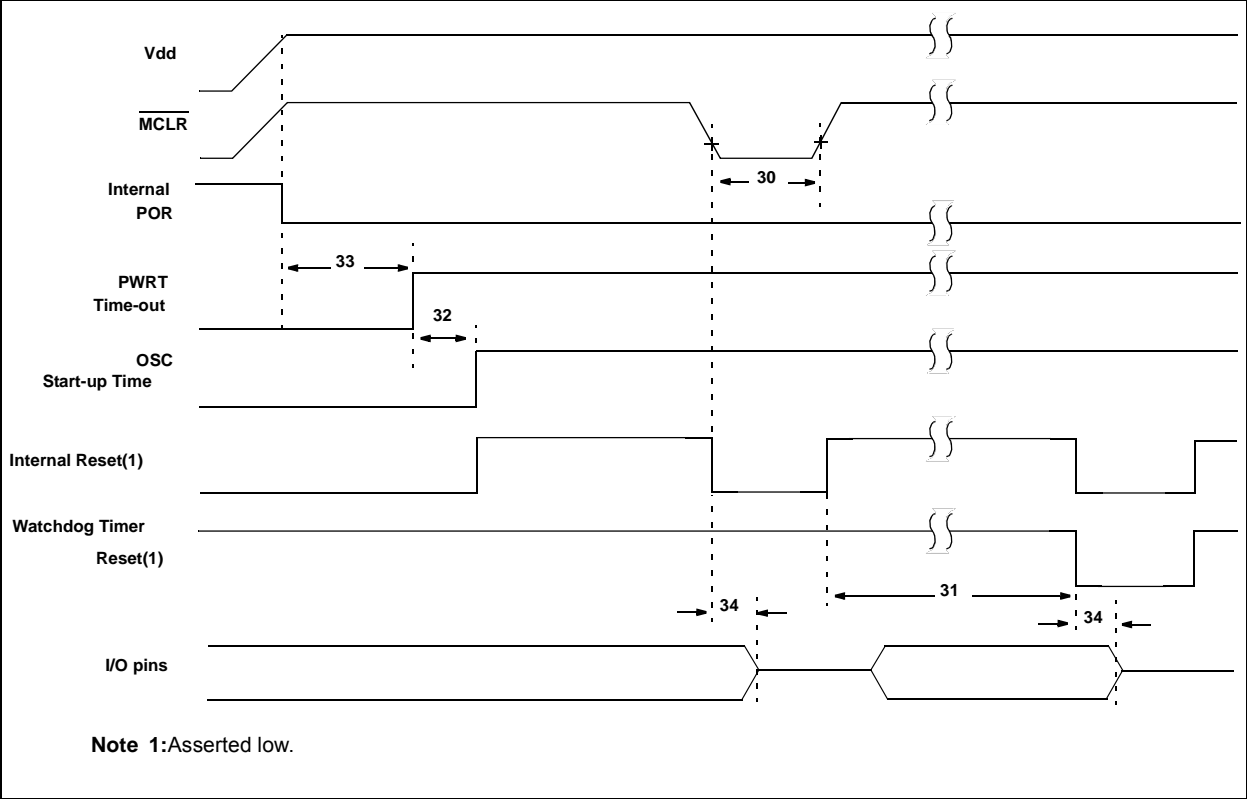 Vdd
MCLR
30
Internal
POR
33
PWRT
Time-out
32
OSC
Start-up Time
Internal Reset(1)
Watchdog Timer
Reset(1)
31
34
34
I/O pins
Note 1:Asserted low.